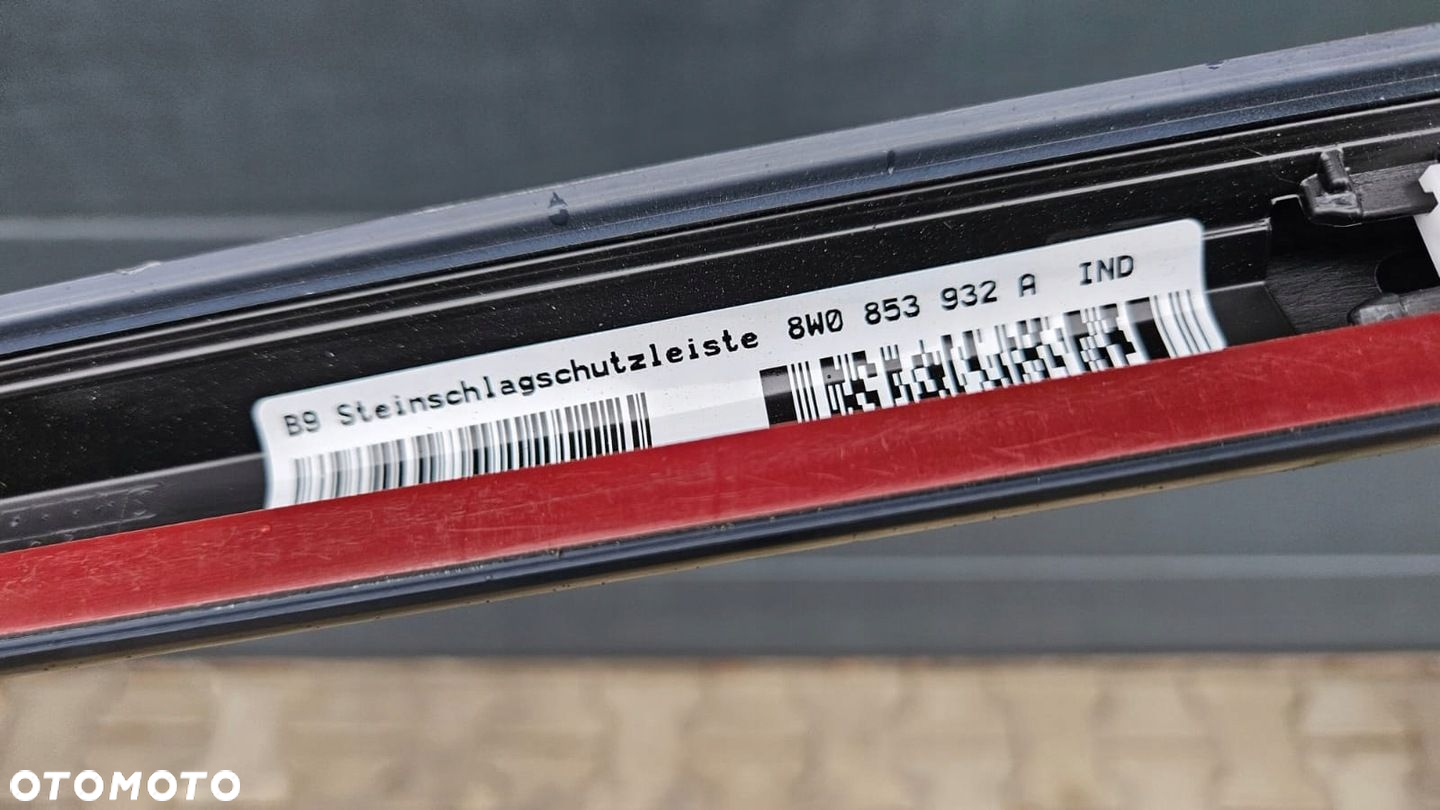 B9 Steinschlagschutzleiste 8W0 853 932 A IND
OTOMOTO